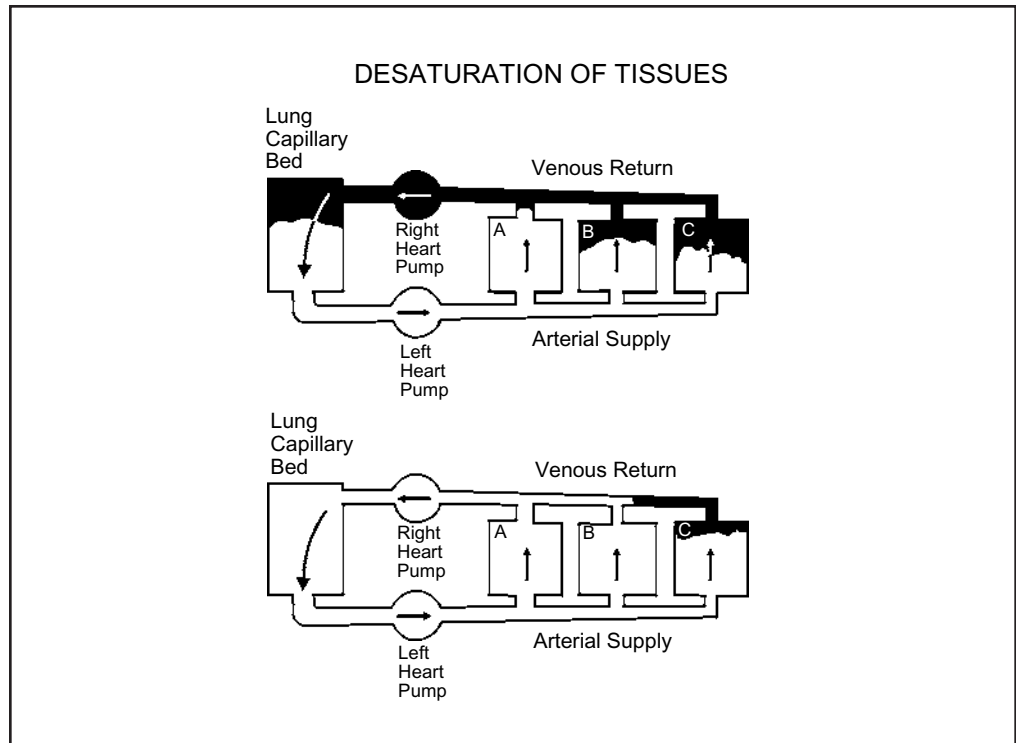 DESATURATION OF TISSUES
Lung
Capillary
Bed
Venous Return
A
B
C
Right
Heart
Pump
Left
Heart
Pump
Arterial Supply
Lung
Capillary
Bed
Venous Return
A
B
C
Right
Heart
Pump
Left
Heart
Pump
Arterial Supply